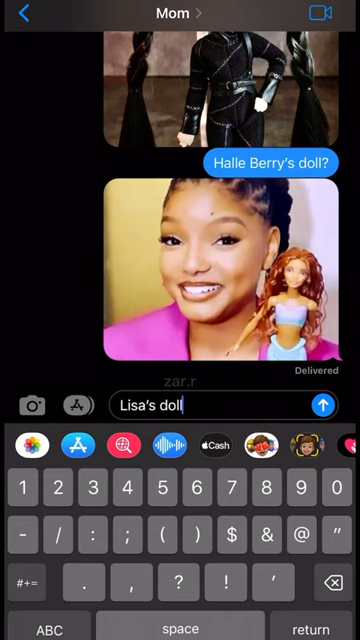 Mom
Halle Berry’s doll?
Delivered
zar.r
Lisa’s doll
Cash
1 2 3 4 5 6 7 8 9 0
- / : ; ( ) $ & @ ”
#+= . , ? ! ’
ABC space return